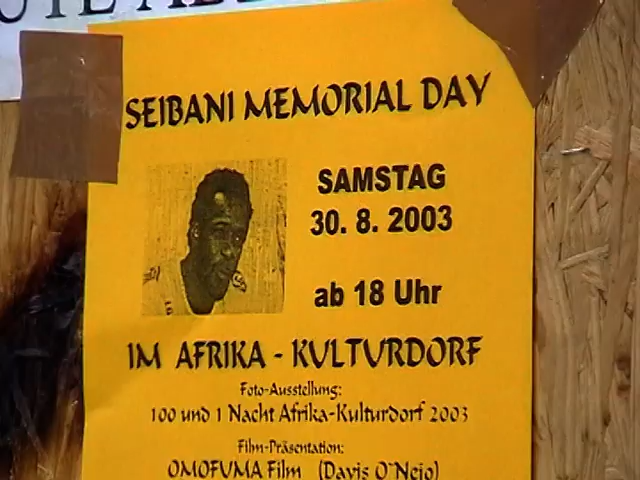 SEIBANI MEMORIAL DAY
SAMSTAG
30. 8. 2003
ab 18 Uhr
IM AFRIKA - KULTURDORF
Foto-Ausstellung:
100 und 1 Nacht Afrika-Kulturdorf 2003
Film-Präsentation:
OMOFUMA Film (Davis O~Nejo)